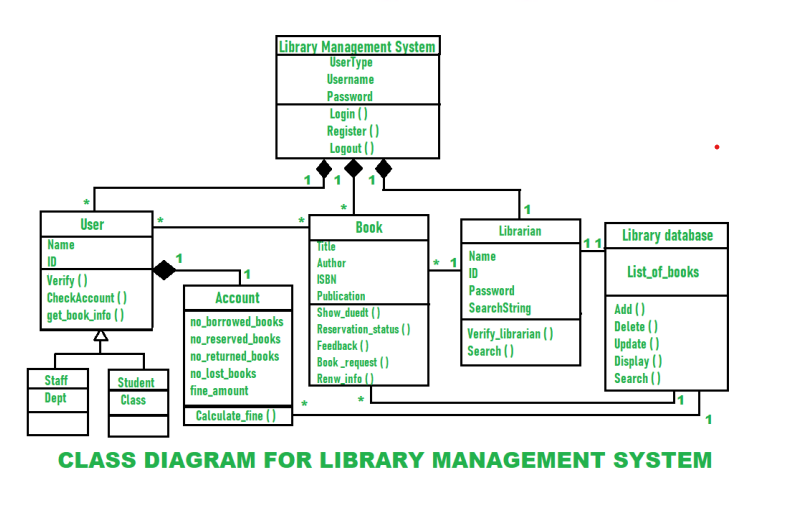 Library Management System
UserType
Username
Password
Login ( )
Register ( )
Logout ( )
1
1
1
*
*
1
User
Name
ID
Verify ( )
CheckAccount ( )
get_book_info ( )
*
*
1
1
Account
no_borrowed_books
no_reserved_books
no_returned_books
no_lost_books
fine_amount
Calculate_fine ( )
*
Book
Title
Author
ISBN
Publication
Show_duedt ( )
Reservation_status ( )
Feedback ( )
Book _request ( )
Renw_info ( )
*
* 1
Librarian
Name
ID
Password
SearchString
Verify_librarian ( )
Search ( )
1 1
Library database
List_of_books
Add ( )
Delete ( )
Update ( )
Display ( )
Search ( )
1
1
Staff
Dept
Student
Class
CLASS DIAGRAM FOR LIBRARY MANAGEMENT SYSTEM